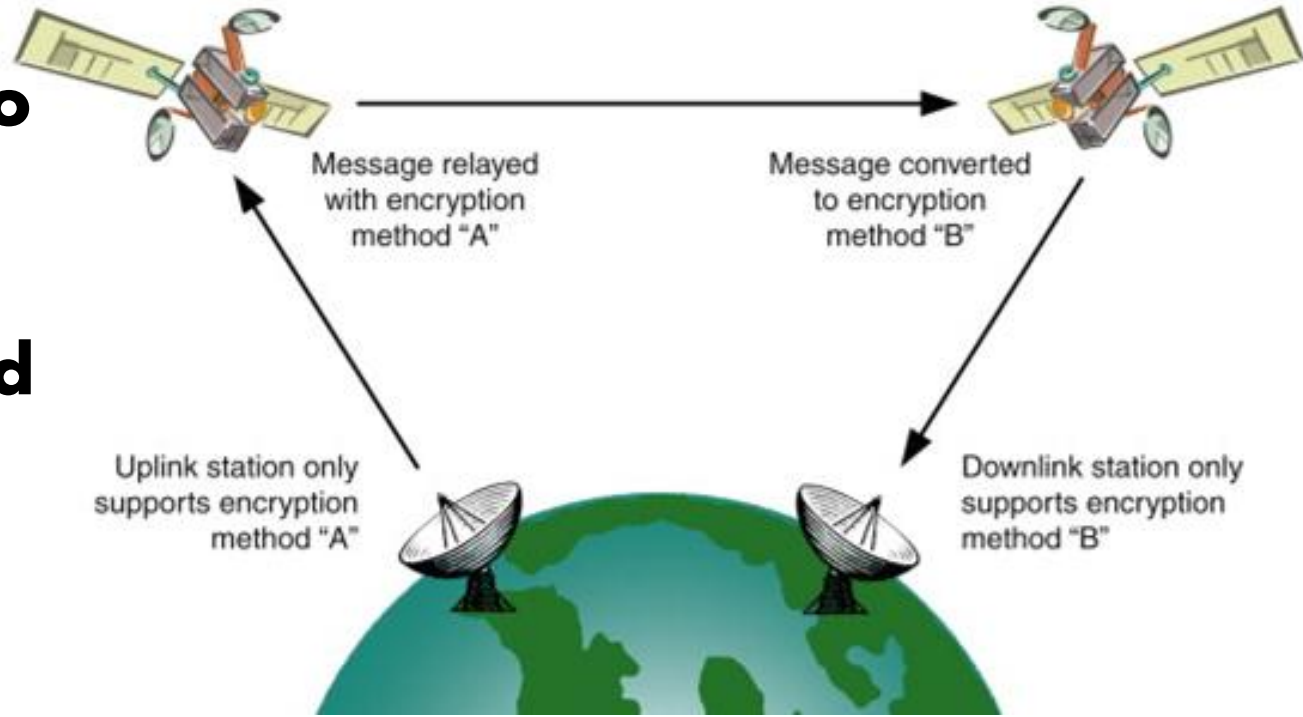 o
Message relayed
with encryption
method “A”
Message converted
to encryption
method “B”
d
Uplink station only
supports encryption
method “A”
Downlink station only
supports encryption
method “B”